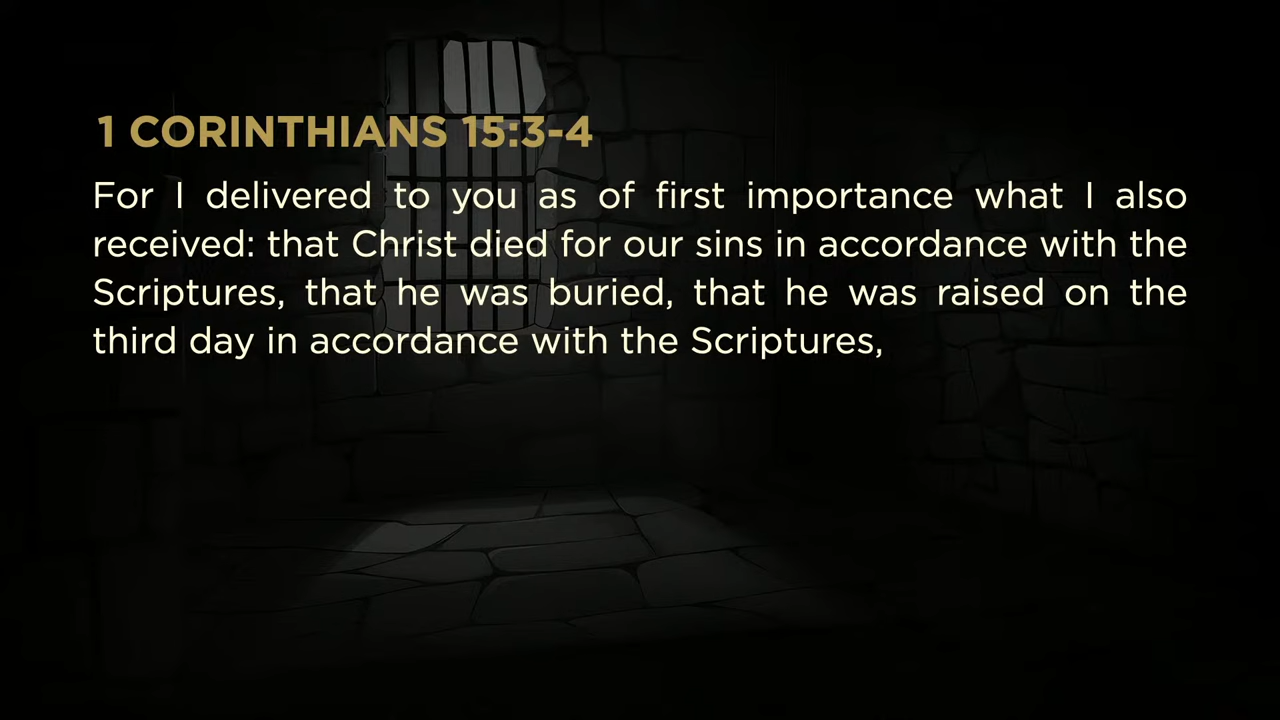 1 CORINTHIANS 15:3-4
For I delivered to you as of first importance what I also
received: that Christ died for our sins in accordance with the
Scriptures, that he was buried, that he was raised on the
third day in accordance with the Scriptures,